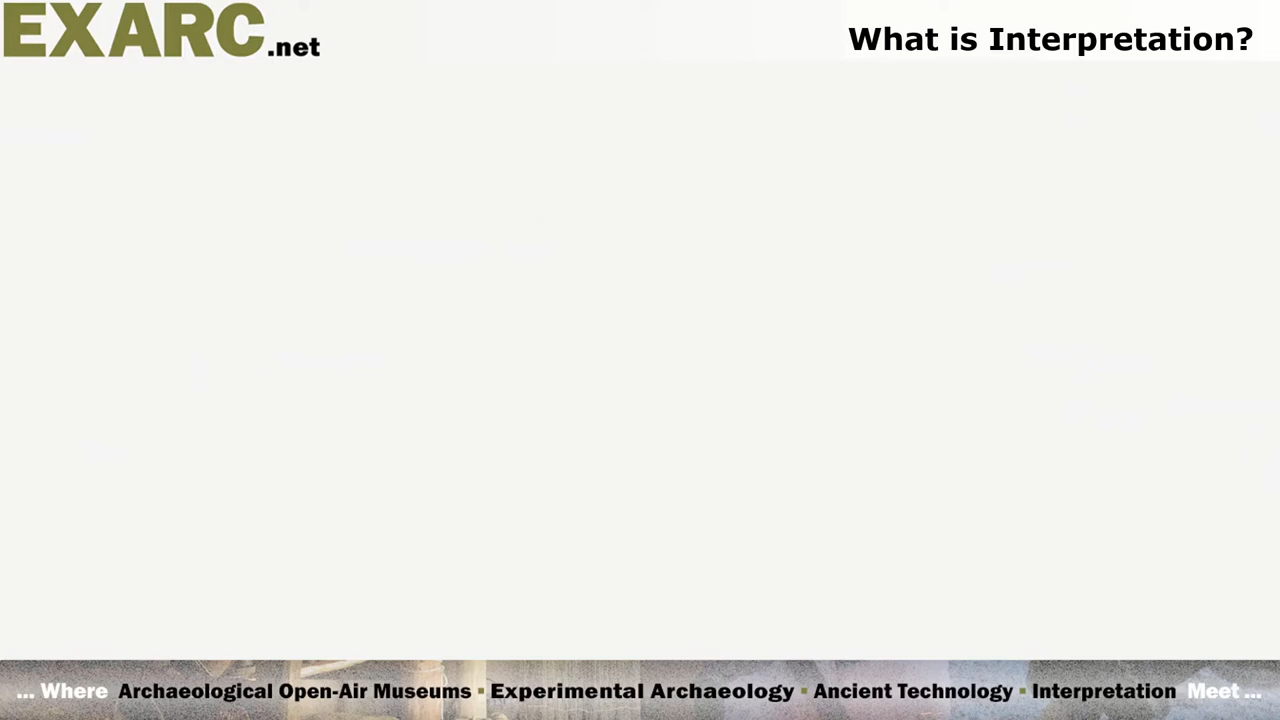 EXARC.net
What is Interpretation?
... Where Archaeological Open-Air Museums ▪ Experimental Archaeology ▪ Ancient Technology ▪ Interpretation Meet ...